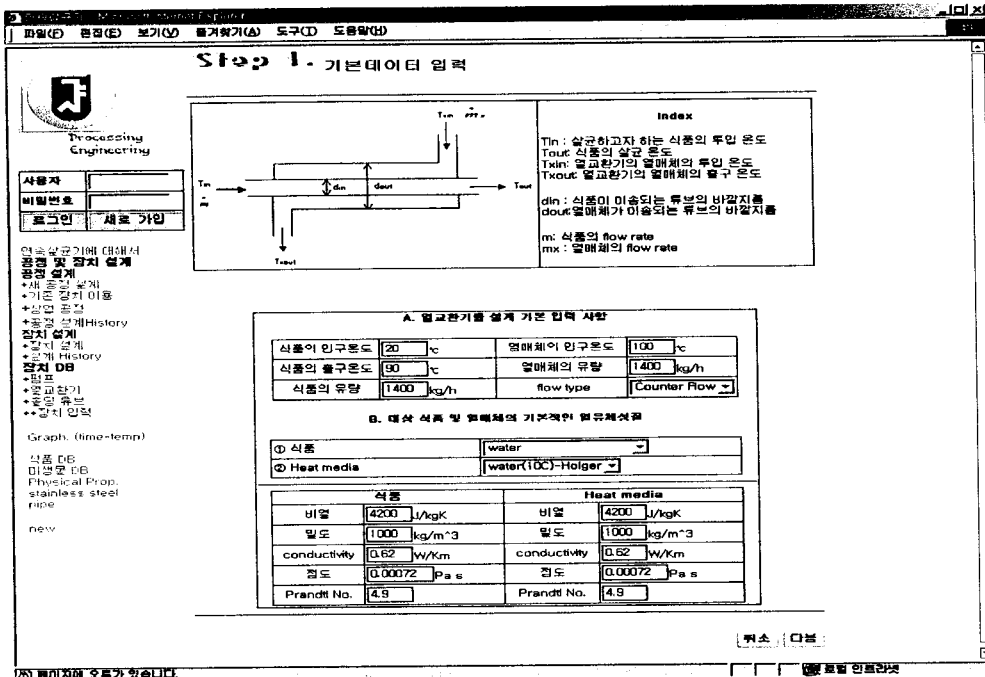 파일(F) 편집(E) 보기(V) 즐겨찾기(A) 도구(T) 도움말(H)
Step 1. 기본데이터 입력
Processing
Engineering
사용자
비밀번호
로그인 새로 가입
연속살균기에 대해서
공정 및 장치 설계
공정 설계
+새 공정 설계
+기존 장치 이용
+상업 공정
+공정 설계History
장치 설계
+장치 설계
+설계 History
장치 DB
+펌프
+열교환기
+홀딩 튜브
++장치 입력
Graph. (time-temp)
식품 DB
미생물 DB
Physical Prop.
stainless steel
pipe
new
Txin
Tin
din
dout
Tout
Txout
Index
Tin : 살균하고자 하는 식품의 투입 온도
Tout: 식품의 살균 온도
Txin: 열교환기의 열매체의 투입 온도
Txout: 열교환기의 열매체의 출구 온도
din : 식품이 이송되는 튜브의 바깥지름
dout:열매체가 이송되는 튜브의 바깥지름
m: 식품의 flow rate
mx : 열매체의 flow rate
A. 열교환기를 설계 기본 입력 사항
식품의 입구온도 20 ℃ 열매체의 입구온도 100 ℃
식품의 출구온도 90 ℃ 열매체의 유량 1400 kg/h
식품의 유량 1400 kg/h flow type Counter Flow
B. 대상 식품 및 열매체의 기본적인 열유체성질
① 식품 water
② Heat media water(10C)-Holger
식품 Heat media
비열 4200 J/kgK 비열 4200 J/kgK
밀도 1000 kg/m^3 밀도 1000 kg/m^3
conductivity 0.62 W/Km conductivity 0.62 W/Km
점도 0.00072 Pa s 점도 0.00072 Pa s
Prandtl No. 4.9 Prandtl No. 4.9
취소 다음
페이지에 오류가 있습니다.
로컬 인트라넷